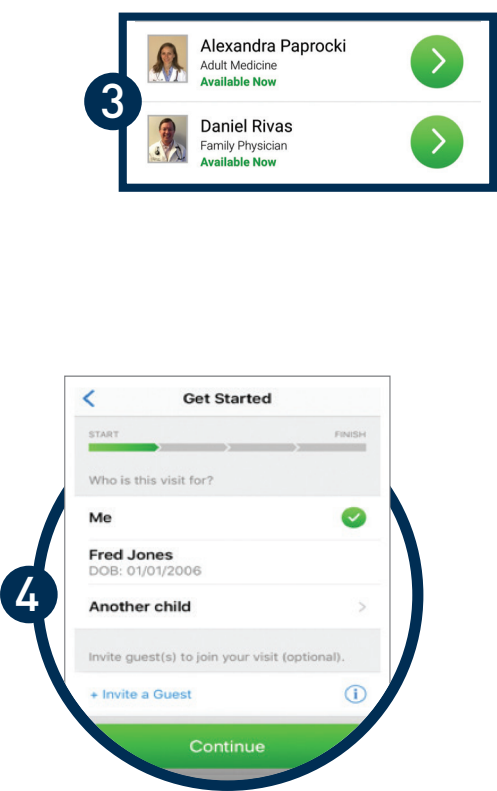 3
Alexandra Paprocki
Adult Medicine
Available Now
Daniel Rivas
Family Physician
Available Now
4
Get Started
START FINISH
Who is this visit for?
Me
Fred Jones
DOB: 01/01/2006
Another child
Invite guest(s) to join your visit (optional).
+ Invite a Guest
Continue